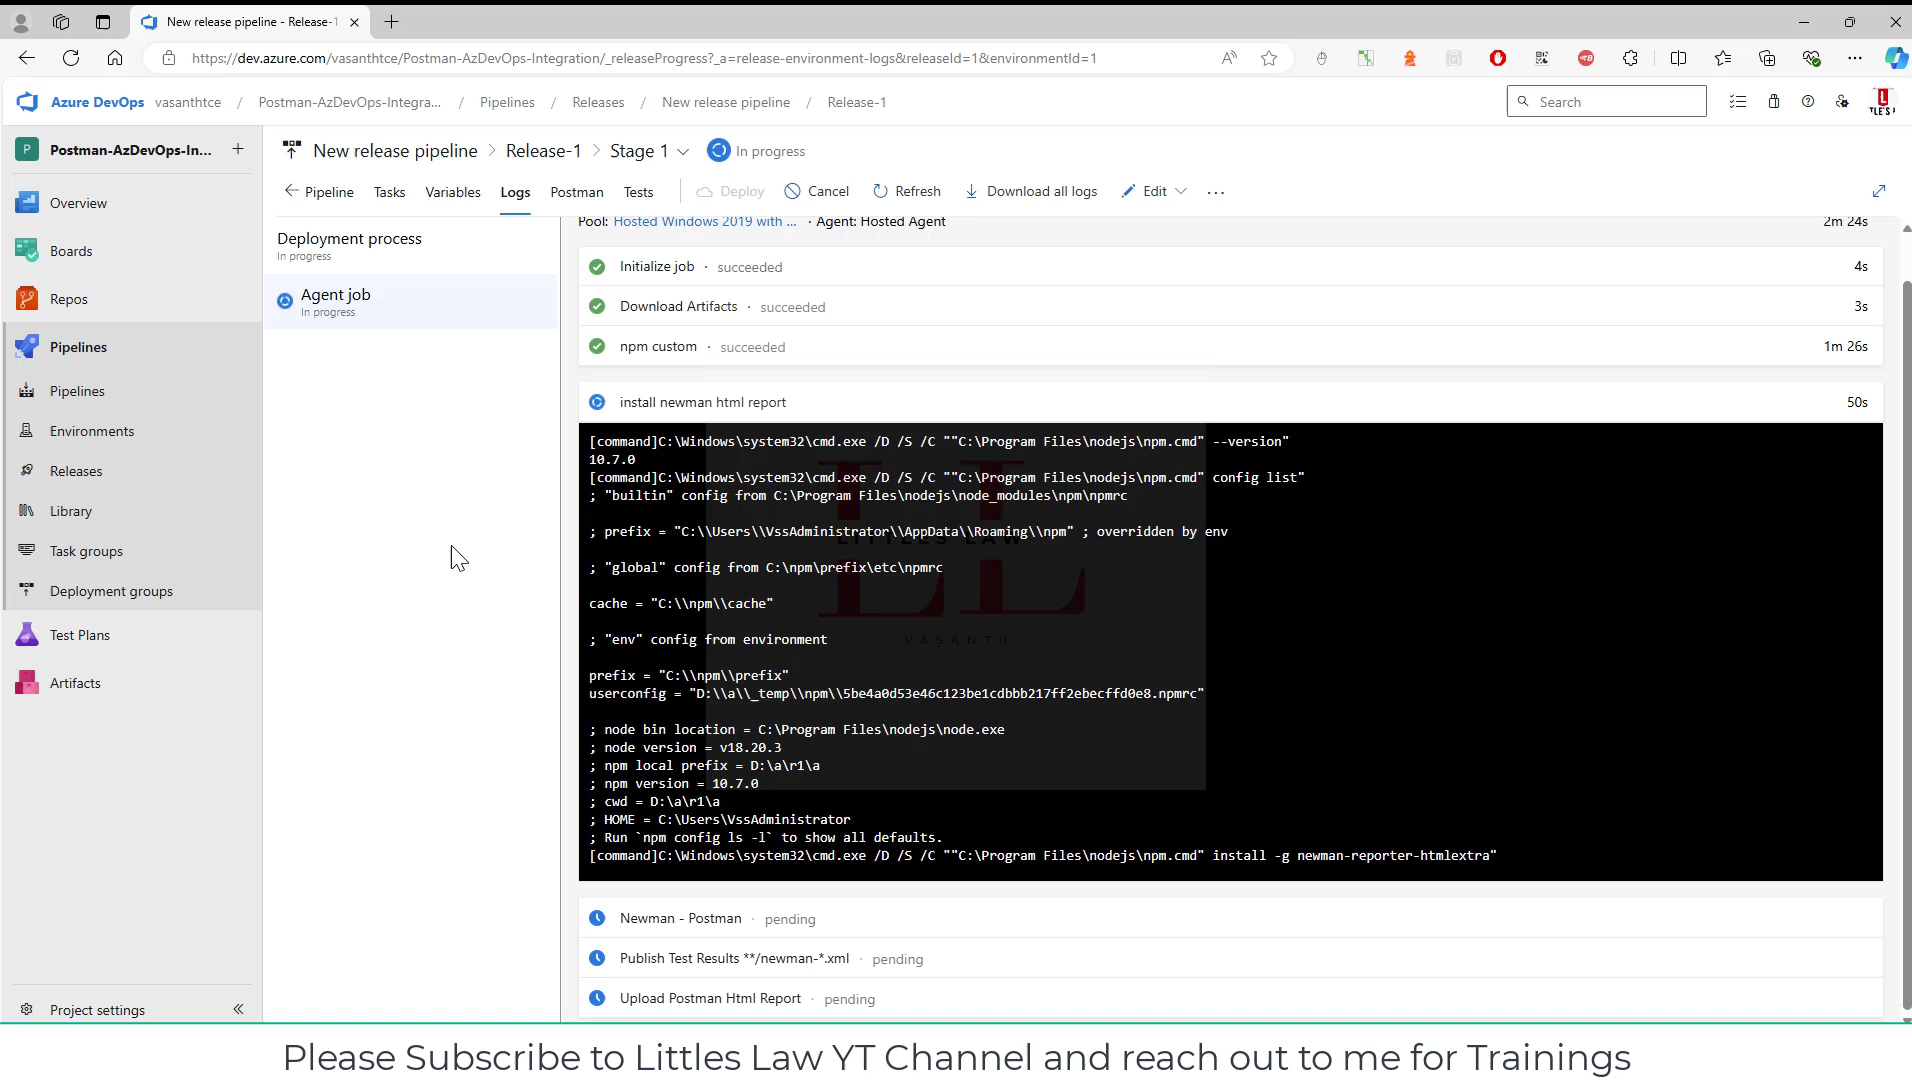 New release pipeline - Release-1
https://dev.azure.com/vasanthtce/Postman-AzDevOps-Integration/_releaseProgress?_a=release-environment-logs&releaseId=1&environmentId=1
Azure DevOps vasanthtce / Postman-AzDevOps-Integra... / Pipelines / Releases / New release pipeline / Release-1
Search
P Postman-AzDevOps-In...
Overview
Boards
Repos
Pipelines
Pipelines
Environments
Releases
Library
Task groups
Deployment groups
Test Plans
Artifacts
Project settings
New release pipeline > Release-1 > Stage 1 In progress
Pipeline Tasks Variables Logs Postman Tests Deploy Cancel Refresh Download all logs Edit
Deployment process
In progress
Agent job
In progress
Pool: Hosted Windows 2019 with ... · Agent: Hosted Agent 2m 24s
Initialize job · succeeded 4s
Download Artifacts · succeeded 3s
npm custom · succeeded 1m 26s
install newman html report 50s
[command]C:\Windows\system32\cmd.exe /D /S /C ""C:\Program Files\nodejs\npm.cmd" --version"
10.7.0
[command]C:\Windows\system32\cmd.exe /D /S /C ""C:\Program Files\nodejs\npm.cmd" config list"
; "builtin" config from C:\Program Files\nodejs\node_modules\npm\npmrc
; prefix = "C:\\Users\\VssAdministrator\\AppData\\Roaming\\npm" ; overridden by env
; "global" config from C:\npm\prefix\etc\npmrc
cache = "C:\\npm\\cache"
; "env" config from environment
prefix = "C:\\npm\\prefix"
userconfig = "D:\\a\\_temp\\npm\\5be4a0d53e46c123be1cdbbb217ff2ebecffd0e8.npmrc"
; node bin location = C:\Program Files\nodejs\node.exe
; node version = v18.20.3
; npm local prefix = D:\a\r1\a
; npm version = 10.7.0
; cwd = D:\a\r1\a
; HOME = C:\Users\VssAdministrator
; Run `npm config ls -l` to show all defaults.
[command]C:\Windows\system32\cmd.exe /D /S /C ""C:\Program Files\nodejs\npm.cmd" install -g newman-reporter-htmlextra"
LITTLES LAW
VASANTH
Newman - Postman · pending
Publish Test Results **/newman-*.xml · pending
Upload Postman Html Report · pending
Please Subscribe to Littles Law YT Channel and reach out to me for Trainings